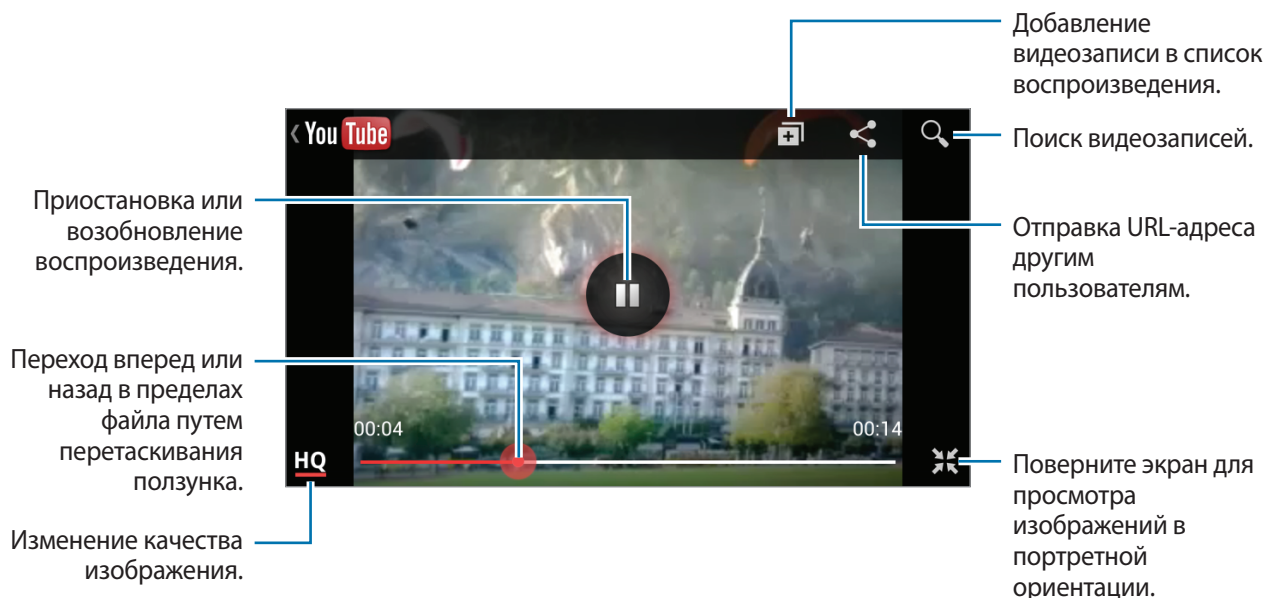 Добавление
видеозаписи в список
воспроизведения.
You Tube
Поиск видеозаписей.
Приостановка или
возобновление
воспроизведения.
Отправка URL-адреса
другим
пользователям.
Переход вперед или
назад в пределах
файла путем
перетаскивания
ползунка.
00:04
00:14
HQ
Поверните экран для
просмотра
изображений в
портретной
ориентации.
Изменение качества
изображения.